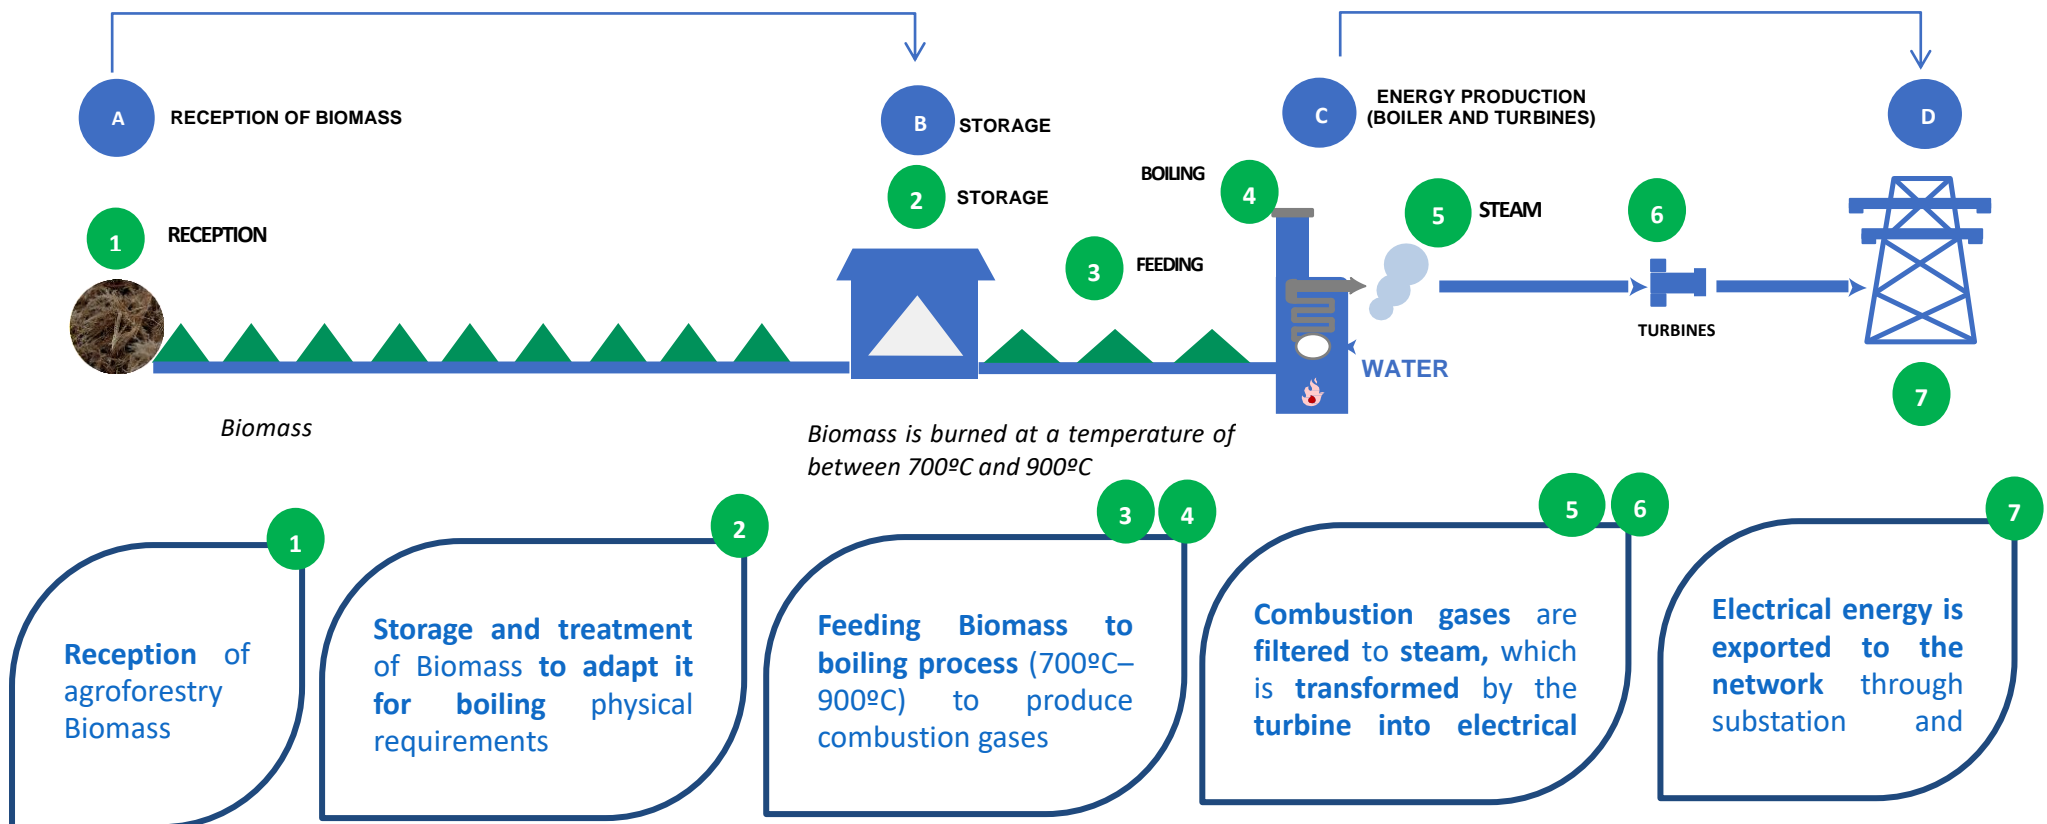 A
RECEPTION OF BIOMASS
B
STORAGE
C
ENERGY PRODUCTION
(BOILER AND TURBINES)
D
1
RECEPTION
2
STORAGE
3
FEEDING
BOILING
4
5
STEAM
6
TURBINES
WATER
7
Biomass
Biomass is burned at a temperature of
between 700ºC and 900ºC
1
Reception of
agroforestry
Biomass
2
Storage and treatment
of Biomass to adapt it
for boiling physical
requirements
3
4
Feeding Biomass to
boiling process (700ºC–
900ºC) to produce
combustion gases
5
6
Combustion gases are
filtered to steam, which
is transformed by the
turbine into electrical
7
Electrical energy is
exported to the
network through
substation and